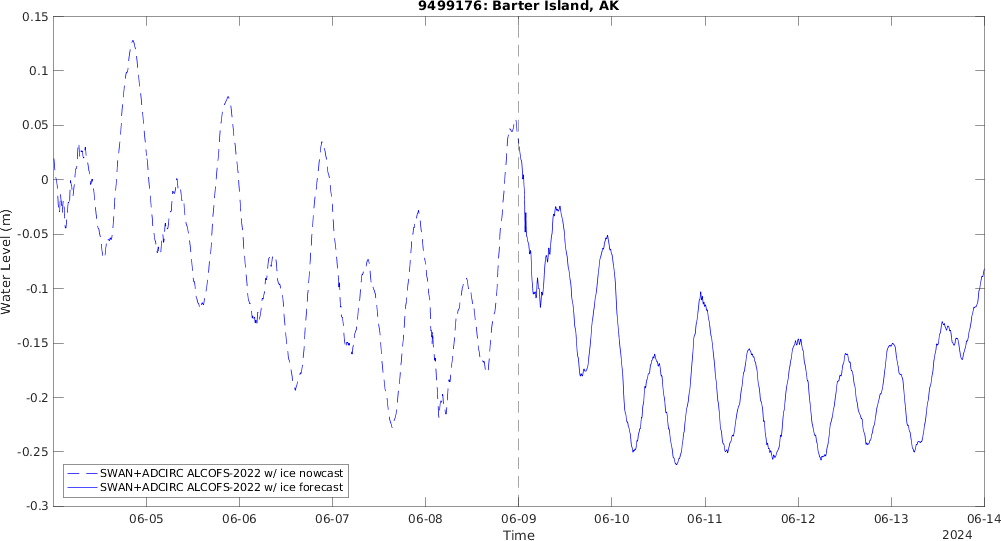 9499176: Barter Island, AK
0.15
0.1
0.05
0
-0.05
-0.1
-0.15
-0.2
-0.25
-0.3
Water Level (m)
SWAN+ADCIRC ALCOFS-2022 w/ ice nowcast
SWAN+ADCIRC ALCOFS-2022 w/ ice forecast
06-05 06-06 06-07 06-08 06-09 06-10 06-11 06-12 06-13 06-14
Time
2024